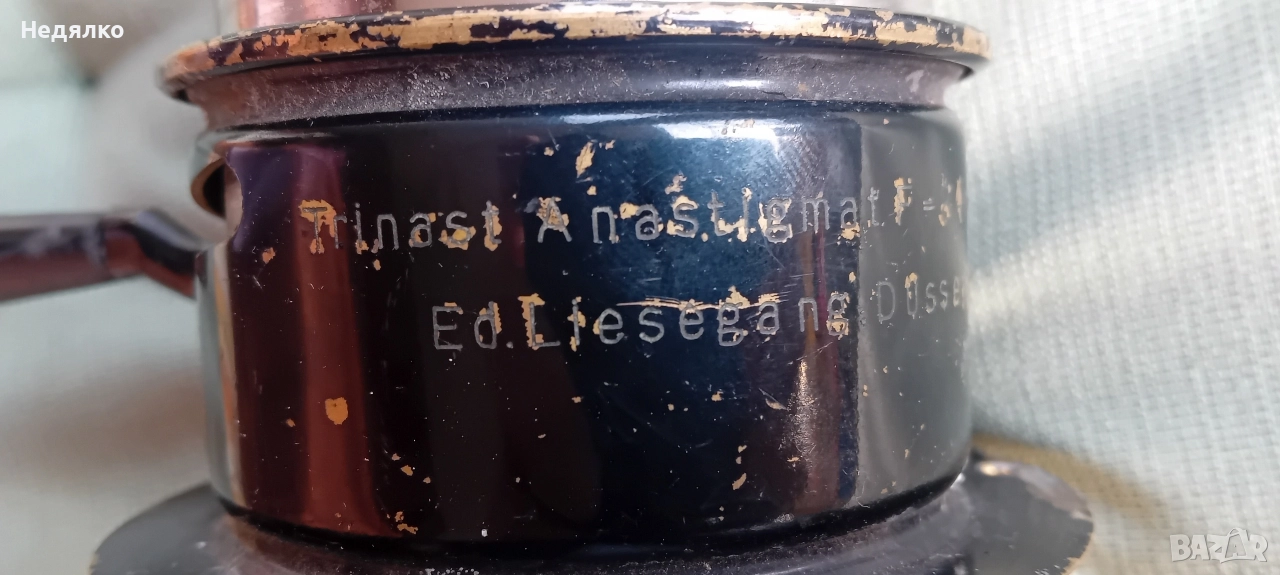 Недялко
Trinast Anastigmat F-
Ed. Liesegang Düsse
BAZAR